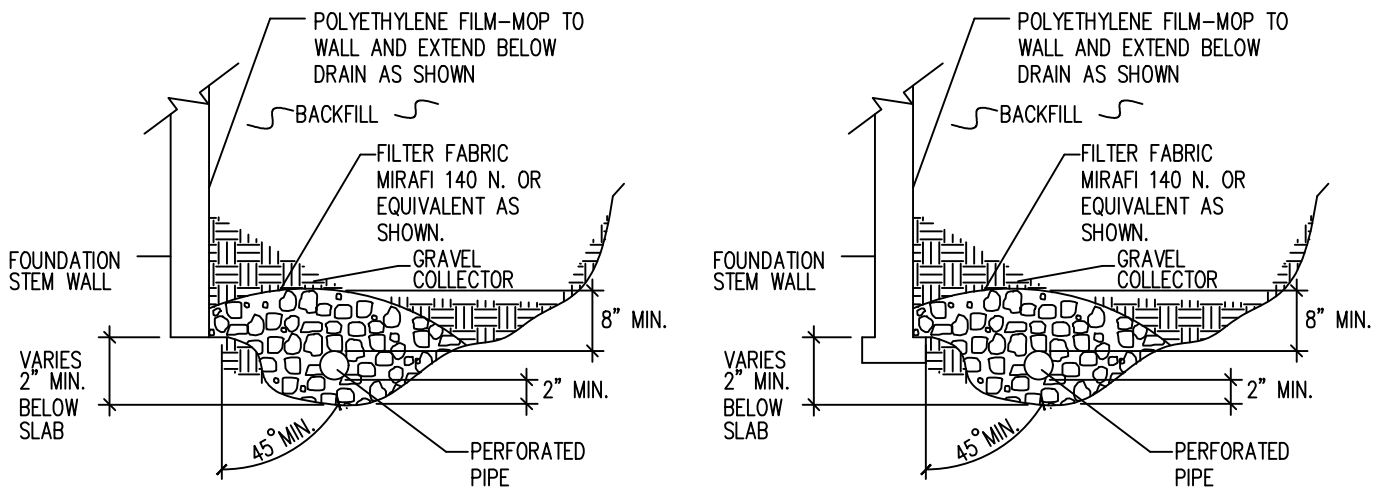 POLYETHYLENE FILM-MOP TO
WALL AND EXTEND BELOW
DRAIN AS SHOWN
BACKFILL
FILTER FABRIC
MIRAFI 140 N. OR
EQUIVALENT AS
SHOWN.
GRAVEL
COLLECTOR
FOUNDATION
STEM WALL
8" MIN.
VARIES
2" MIN.
BELOW
SLAB
2" MIN.
45° MIN.
PERFORATED
PIPE
POLYETHYLENE FILM-MOP TO
WALL AND EXTEND BELOW
DRAIN AS SHOWN
BACKFILL
FILTER FABRIC
MIRAFI 140 N. OR
EQUIVALENT AS
SHOWN.
GRAVEL
COLLECTOR
FOUNDATION
STEM WALL
8" MIN.
VARIES
2" MIN.
BELOW
SLAB
2" MIN.
45° MIN.
PERFORATED
PIPE